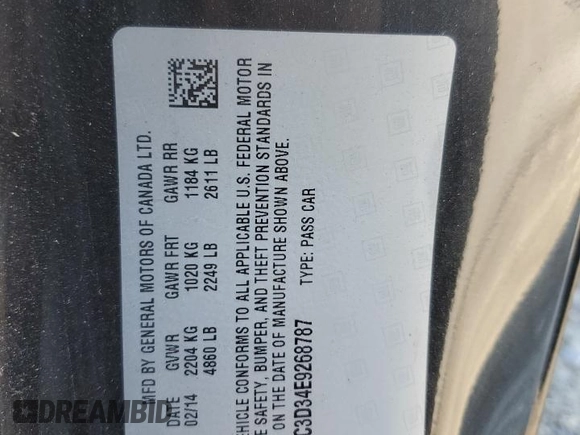 MFD BY GENERAL MOTORS OF CANADA LTD.
DATE GVWR GAWR FRT GAWR RR
02/14 2204 KG 1020 KG 1184 KG
4860 LB 2249 LB 2611 LB
VEHICLE CONFORMS TO ALL APPLICABLE U.S. FEDERAL MOTOR
E SAFETY, BUMPER, AND THEFT PREVENTION STANDARDS IN
ON THE DATE OF MANUFACTURE SHOWN ABOVE.
C3D34E9268787 TYPE: PASS CAR
DREAMBID